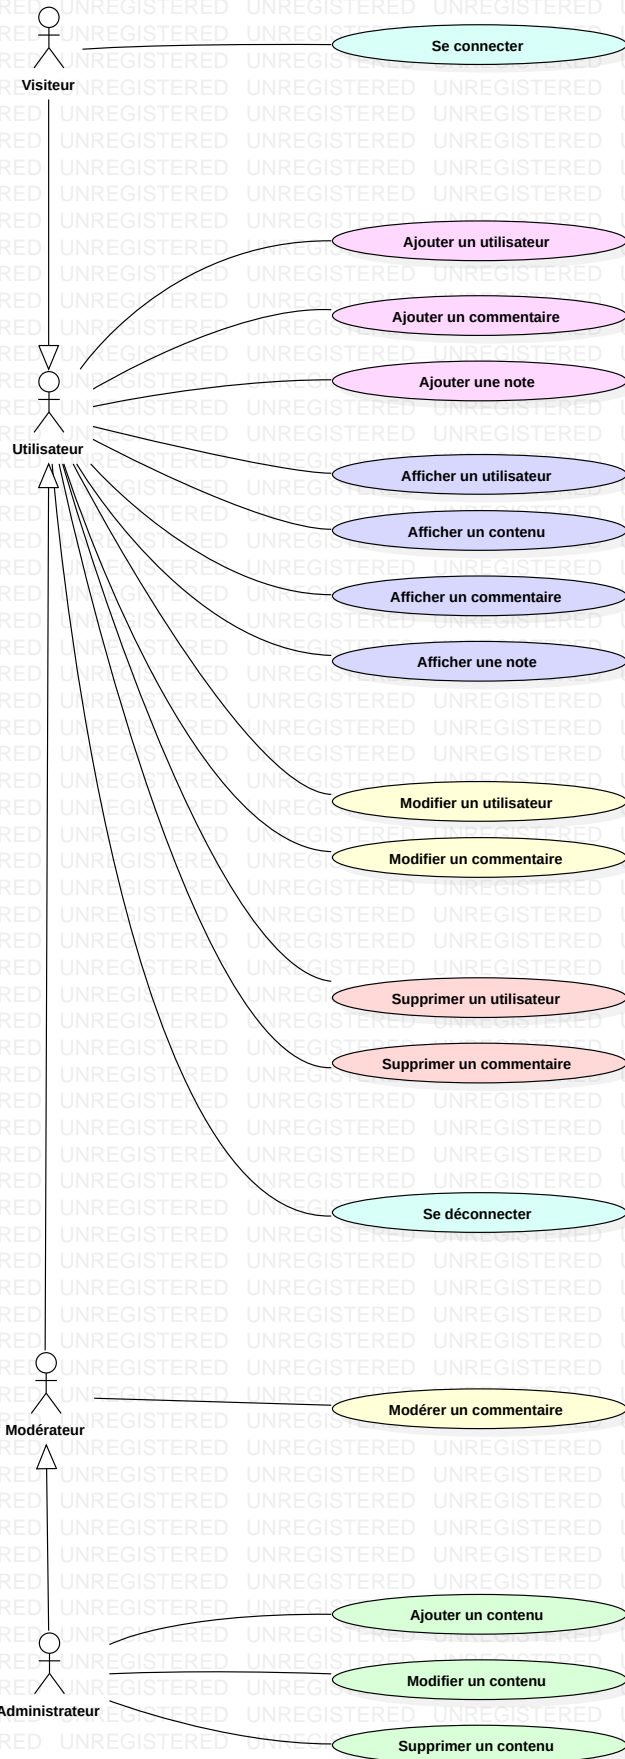 Se connecter
Visiteur
Ajouter un utilisateur
Ajouter un commentaire
Ajouter une note
Utilisateur
Afficher un utilisateur
Afficher un contenu
Afficher un commentaire
Afficher une note
Modifier un utilisateur
Modifier un commentaire
Supprimer un utilisateur
Supprimer un commentaire
Se déconnecter
Modérer un commentaire
Modérateur
Ajouter un contenu
Modifier un contenu
Administrateur
Supprimer un contenu
UNREGISTERED